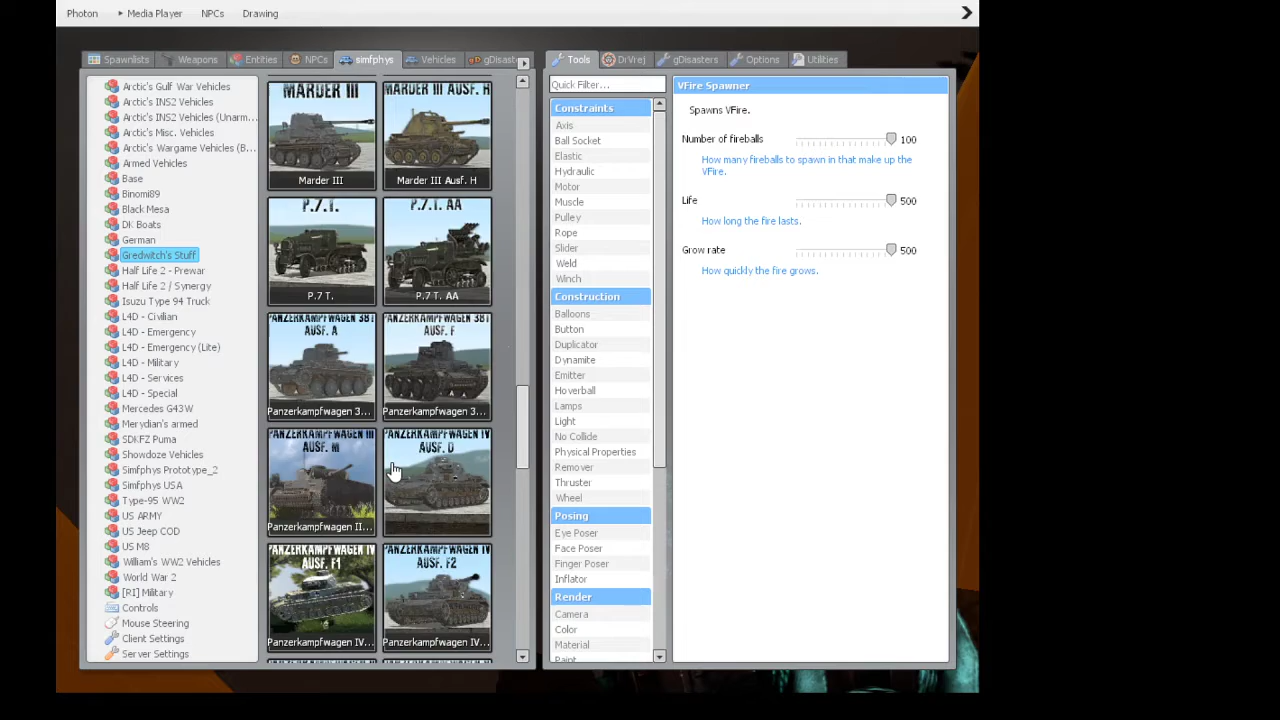 Photon Media Player NPCs Drawing
Spawnlists Weapons Entities NPCs simfphys Vehicles gDisaste
Tools DrVrej gDisasters Options Utilities
Arctic's Gulf War Vehicles
Arctic's INS2 Vehicles
Arctic's INS2 Vehicles (Unarm...
Arctic's Misc. Vehicles
Arctic's Wargame Vehicles (B...
Armed Vehicles
Base
Binomi89
Black Mesa
DK Boats
German
Gredwitch's Stuff
Half Life 2 - Prewar
Half Life 2 / Synergy
Isuzu Type 94 Truck
L4D - Civilian
L4D - Emergency
L4D - Emergency (Lite)
L4D - Military
L4D - Services
L4D - Special
Mercedes G43W
Merydian's armed
SDKFZ Puma
Showdoze Vehicles
Simfphys Prototype_2
Simfphys USA
Type-95 WW2
US ARMY
US Jeep COD
US M8
William's WW2 Vehicles
World War 2
[RI] Military
Controls
Mouse Steering
Client Settings
Server Settings
MARDER III
Marder III
MARDER III AUSF. H
Marder III Ausf. H
P.7.T.
P.7 T.
P.7.T. AA
P.7 T. AA
PANZERKAMPFWAGEN 38T
AUSF. A
Panzerkampfwagen 3...
PANZERKAMPFWAGEN 38T
AUSF. F
Panzerkampfwagen 3...
PANZERKAMPFWAGEN III
AUSF. M
Panzerkampfwagen II...
PANZERKAMPFWAGEN IV
AUSF. D
PANZERKAMPFWAGEN IV
AUSF. F1
Panzerkampfwagen IV...
PANZERKAMPFWAGEN IV
AUSF. F2
Panzerkampfwagen IV...
Quick Filter...
Constraints
Axis
Ball Socket
Elastic
Hydraulic
Motor
Muscle
Pulley
Rope
Slider
Weld
Winch
Construction
Balloons
Button
Duplicator
Dynamite
Emitter
Hoverball
Lamps
Light
No Collide
Physical Properties
Remover
Thruster
Wheel
Posing
Eye Poser
Face Poser
Finger Poser
Inflator
Render
Camera
Color
Material
Paint
VFire Spawner
Spawns VFire.
Number of fireballs 100
How many fireballs to spawn in that make up the
VFire.
Life 500
How long the fire lasts.
Grow rate 500
How quickly the fire grows.